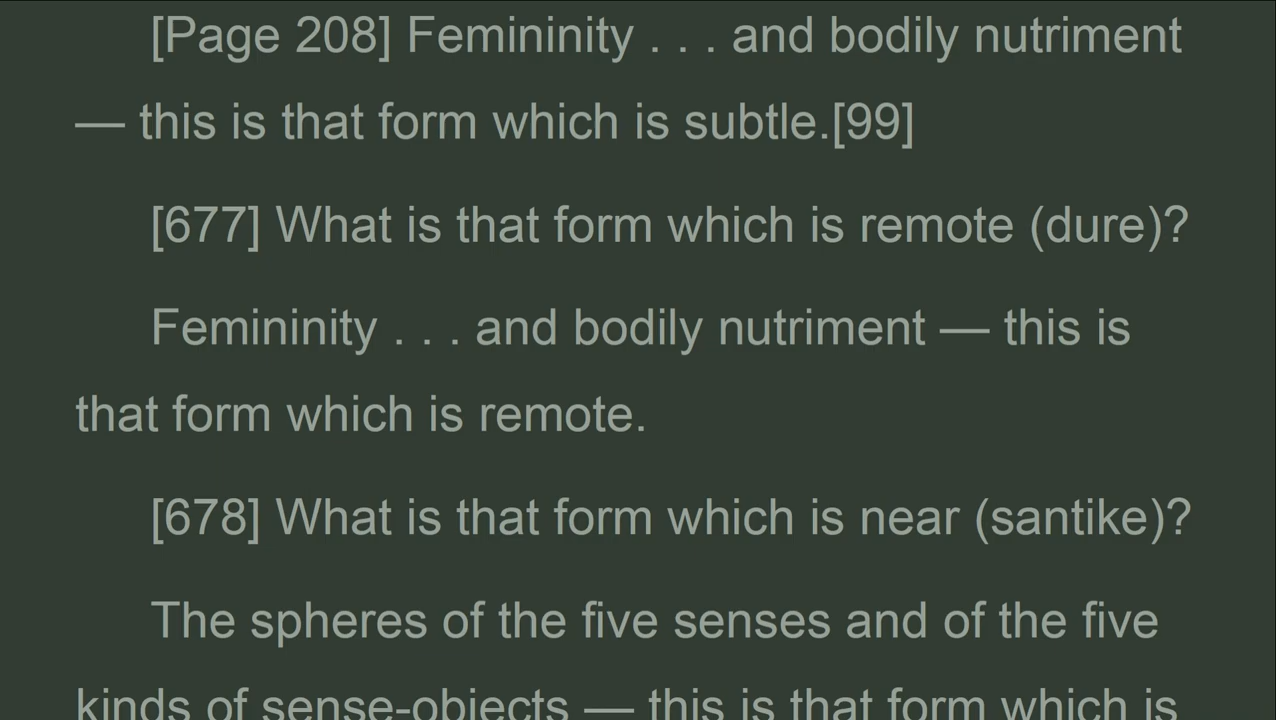 [Page 208] Femininity . . . and bodily nutriment
— this is that form which is subtle.[99]
[677] What is that form which is remote (dure)?
Femininity . . . and bodily nutriment — this is
that form which is remote.
[678] What is that form which is near (santike)?
The spheres of the five senses and of the five
kinds of sense-objects — this is that form which is